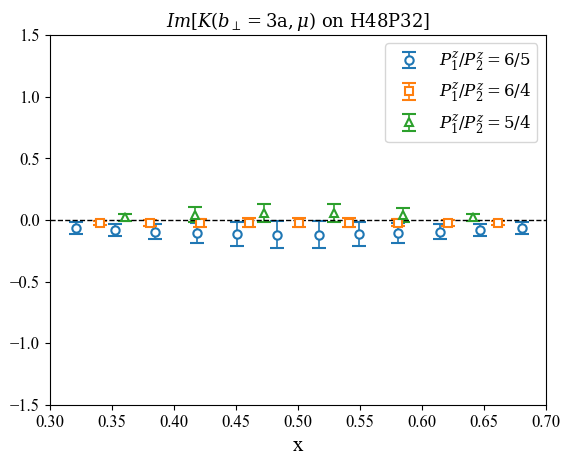 Im[K(b⊥ = 3a, μ) on H48P32]
P₁ᶻ/P₂ᶻ = 6/5
P₁ᶻ/P₂ᶻ = 6/4
P₁ᶻ/P₂ᶻ = 5/4
1.5
1.0
0.5
0.0
−0.5
−1.0
−1.5
0.30 0.35 0.40 0.45 0.50 0.55 0.60 0.65 0.70
x